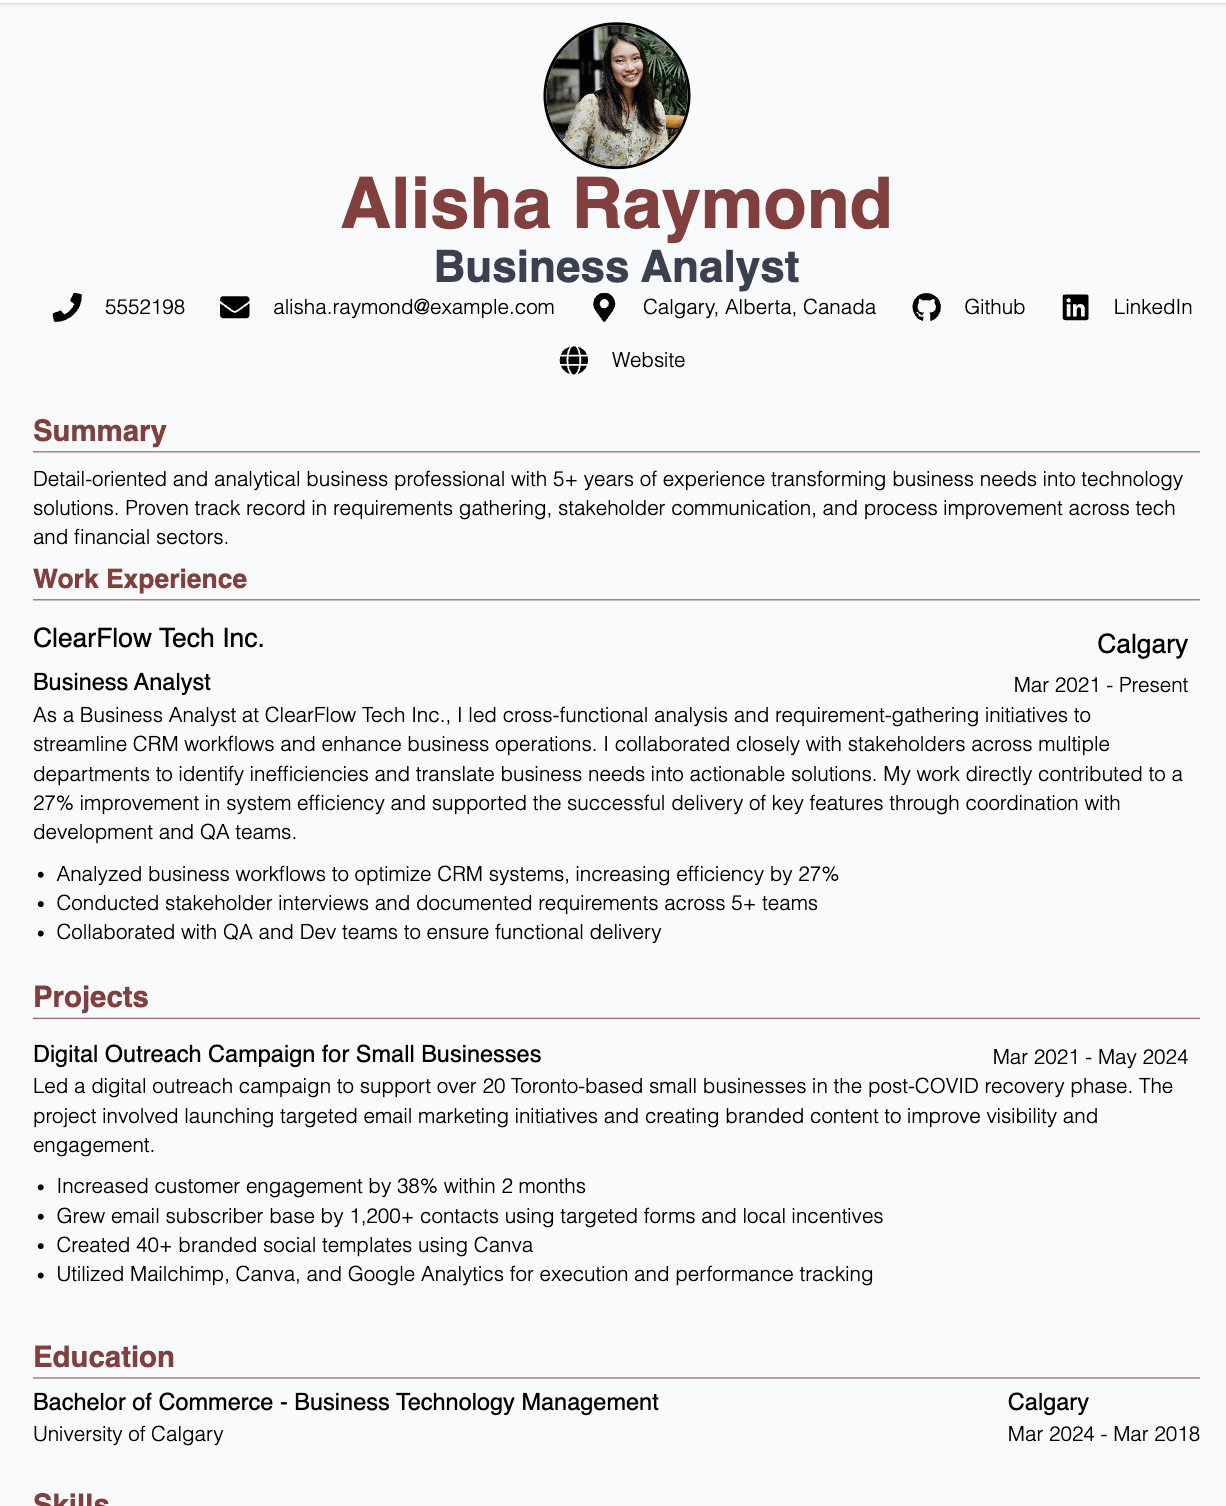 Alisha Raymond
Business Analyst
5552198 alisha.raymond@example.com Calgary, Alberta, Canada Github LinkedIn
Website
Summary
Detail-oriented and analytical business professional with 5+ years of experience transforming business needs into technology
solutions. Proven track record in requirements gathering, stakeholder communication, and process improvement across tech
and financial sectors.
Work Experience
ClearFlow Tech Inc. Calgary
Business Analyst Mar 2021 - Present
As a Business Analyst at ClearFlow Tech Inc., I led cross-functional analysis and requirement-gathering initiatives to
streamline CRM workflows and enhance business operations. I collaborated closely with stakeholders across multiple
departments to identify inefficiencies and translate business needs into actionable solutions. My work directly contributed to a
27% improvement in system efficiency and supported the successful delivery of key features through coordination with
development and QA teams.
• Analyzed business workflows to optimize CRM systems, increasing efficiency by 27%
• Conducted stakeholder interviews and documented requirements across 5+ teams
• Collaborated with QA and Dev teams to ensure functional delivery
Projects
Digital Outreach Campaign for Small Businesses Mar 2021 - May 2024
Led a digital outreach campaign to support over 20 Toronto-based small businesses in the post-COVID recovery phase. The
project involved launching targeted email marketing initiatives and creating branded content to improve visibility and
engagement.
• Increased customer engagement by 38% within 2 months
• Grew email subscriber base by 1,200+ contacts using targeted forms and local incentives
• Created 40+ branded social templates using Canva
• Utilized Mailchimp, Canva, and Google Analytics for execution and performance tracking
Education
Bachelor of Commerce - Business Technology Management Calgary
University of Calgary Mar 2024 - Mar 2018
Skills